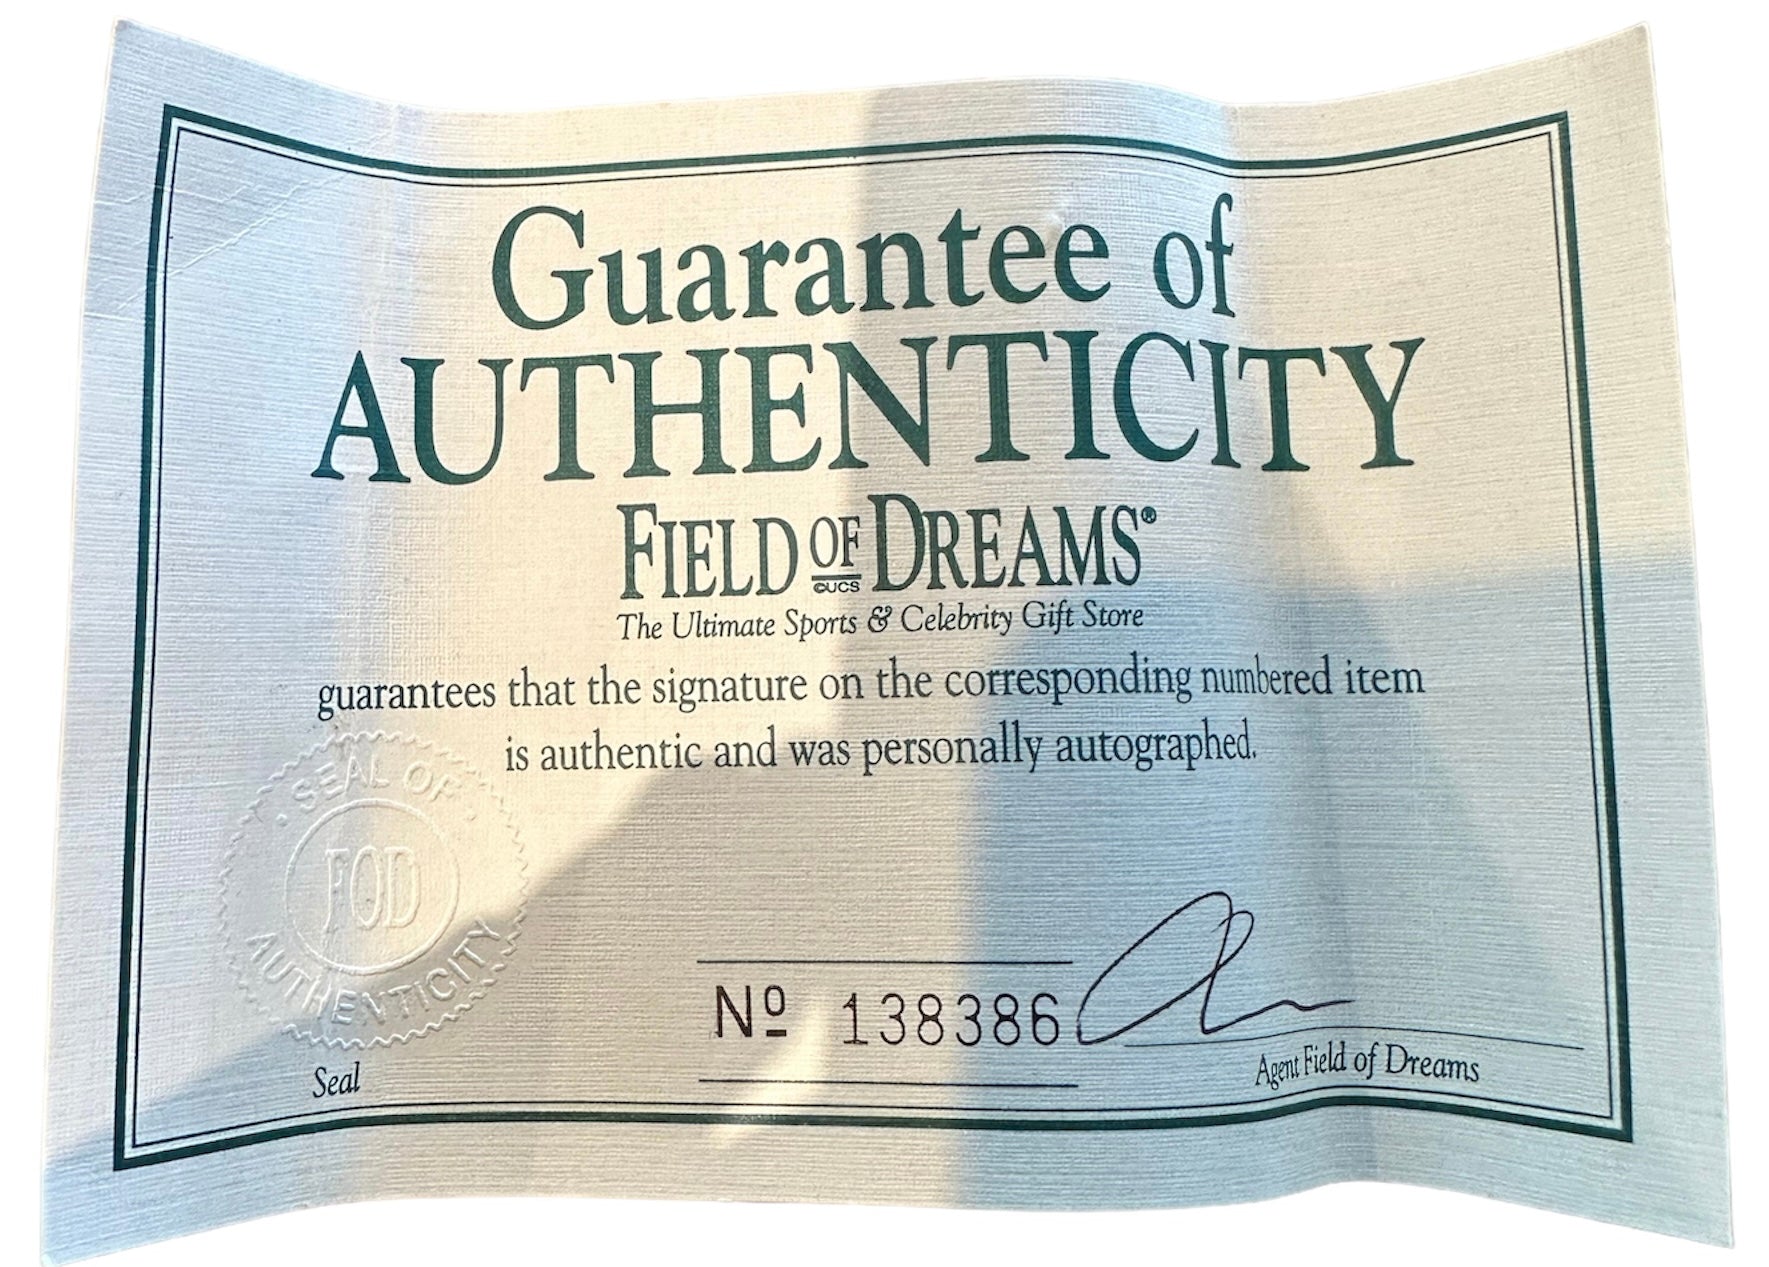 Guarantee of
AUTHENTICITY
FIELD OF DREAMS®
©UCS
The Ultimate Sports & Celebrity Gift Store
guarantees that the signature on the corresponding numbered item
is authentic and was personally autographed.
SEAL OF
FOD
AUTHENTICITY
Seal
Nº 138386
Agent Field of Dreams